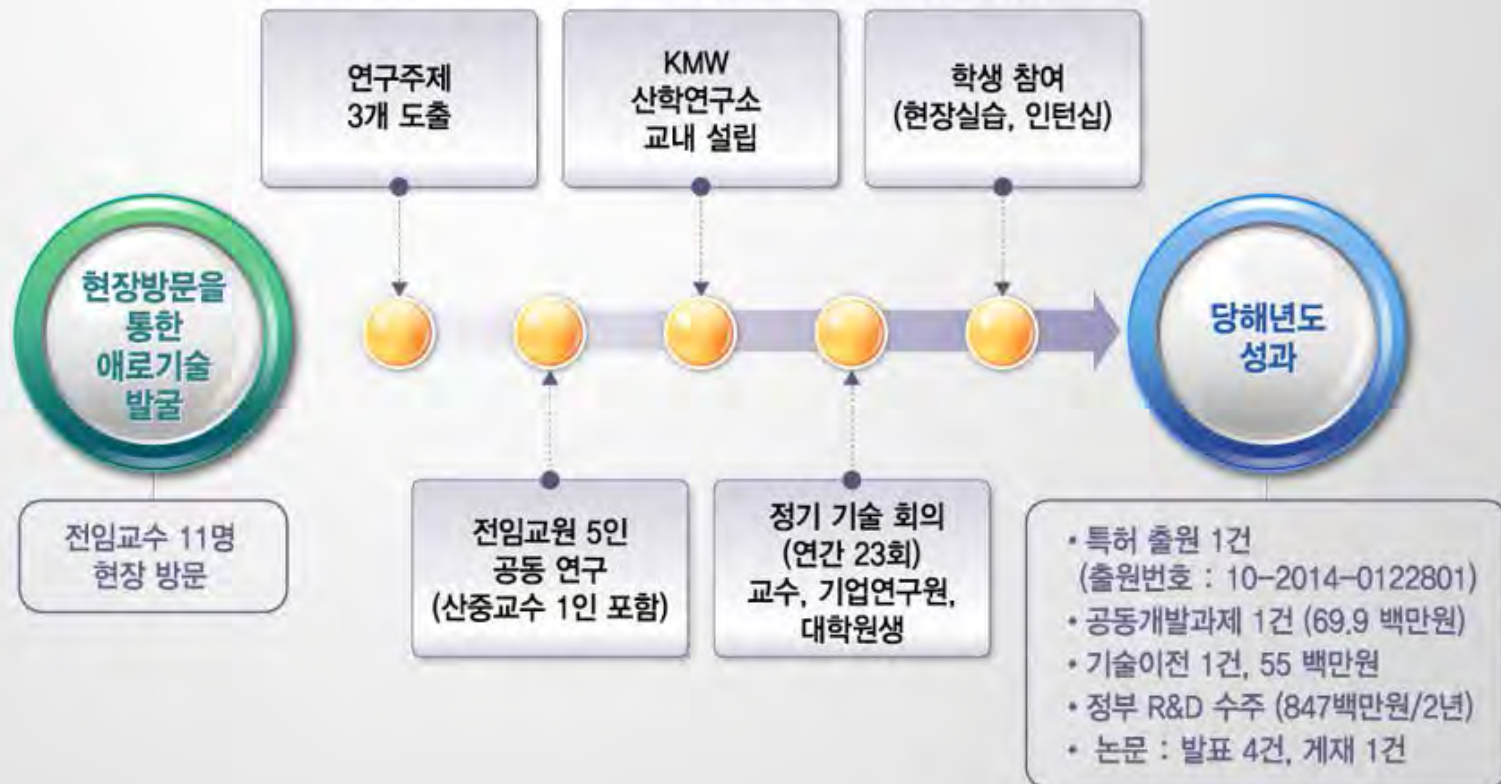 연구주제
3개 도출
KMW
산학연구소
교내 설립
학생 참여
(현장실습, 인턴십)
현장방문을
통한
애로기술
발굴
당해년도
성과
전임교수 11명
현장 방문
전임교원 5인
공동 연구
(산중교수 1인 포함)
정기 기술 회의
(연간 23회)
교수, 기업연구원,
대학원생
• 특허 출원 1건
(출원번호 : 10-2014-0122801)
• 공동개발과제 1건 (69.9 백만원)
• 기술이전 1건, 55 백만원
• 정부 R&D 수주 (847백만원/2년)
• 논문 : 발표 4건, 게재 1건